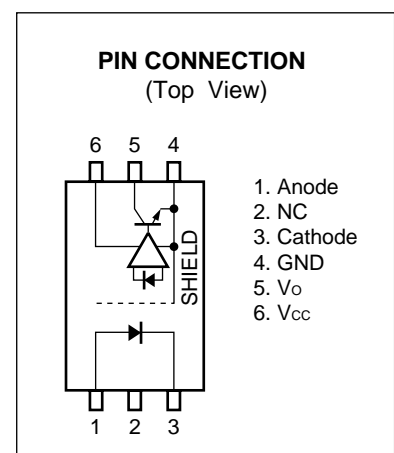 PIN CONNECTION
(Top View)
6 5 4
SHIELD
1 2 3
1. Anode
2. NC
3. Cathode
4. GND
5. Vo
6. Vcc